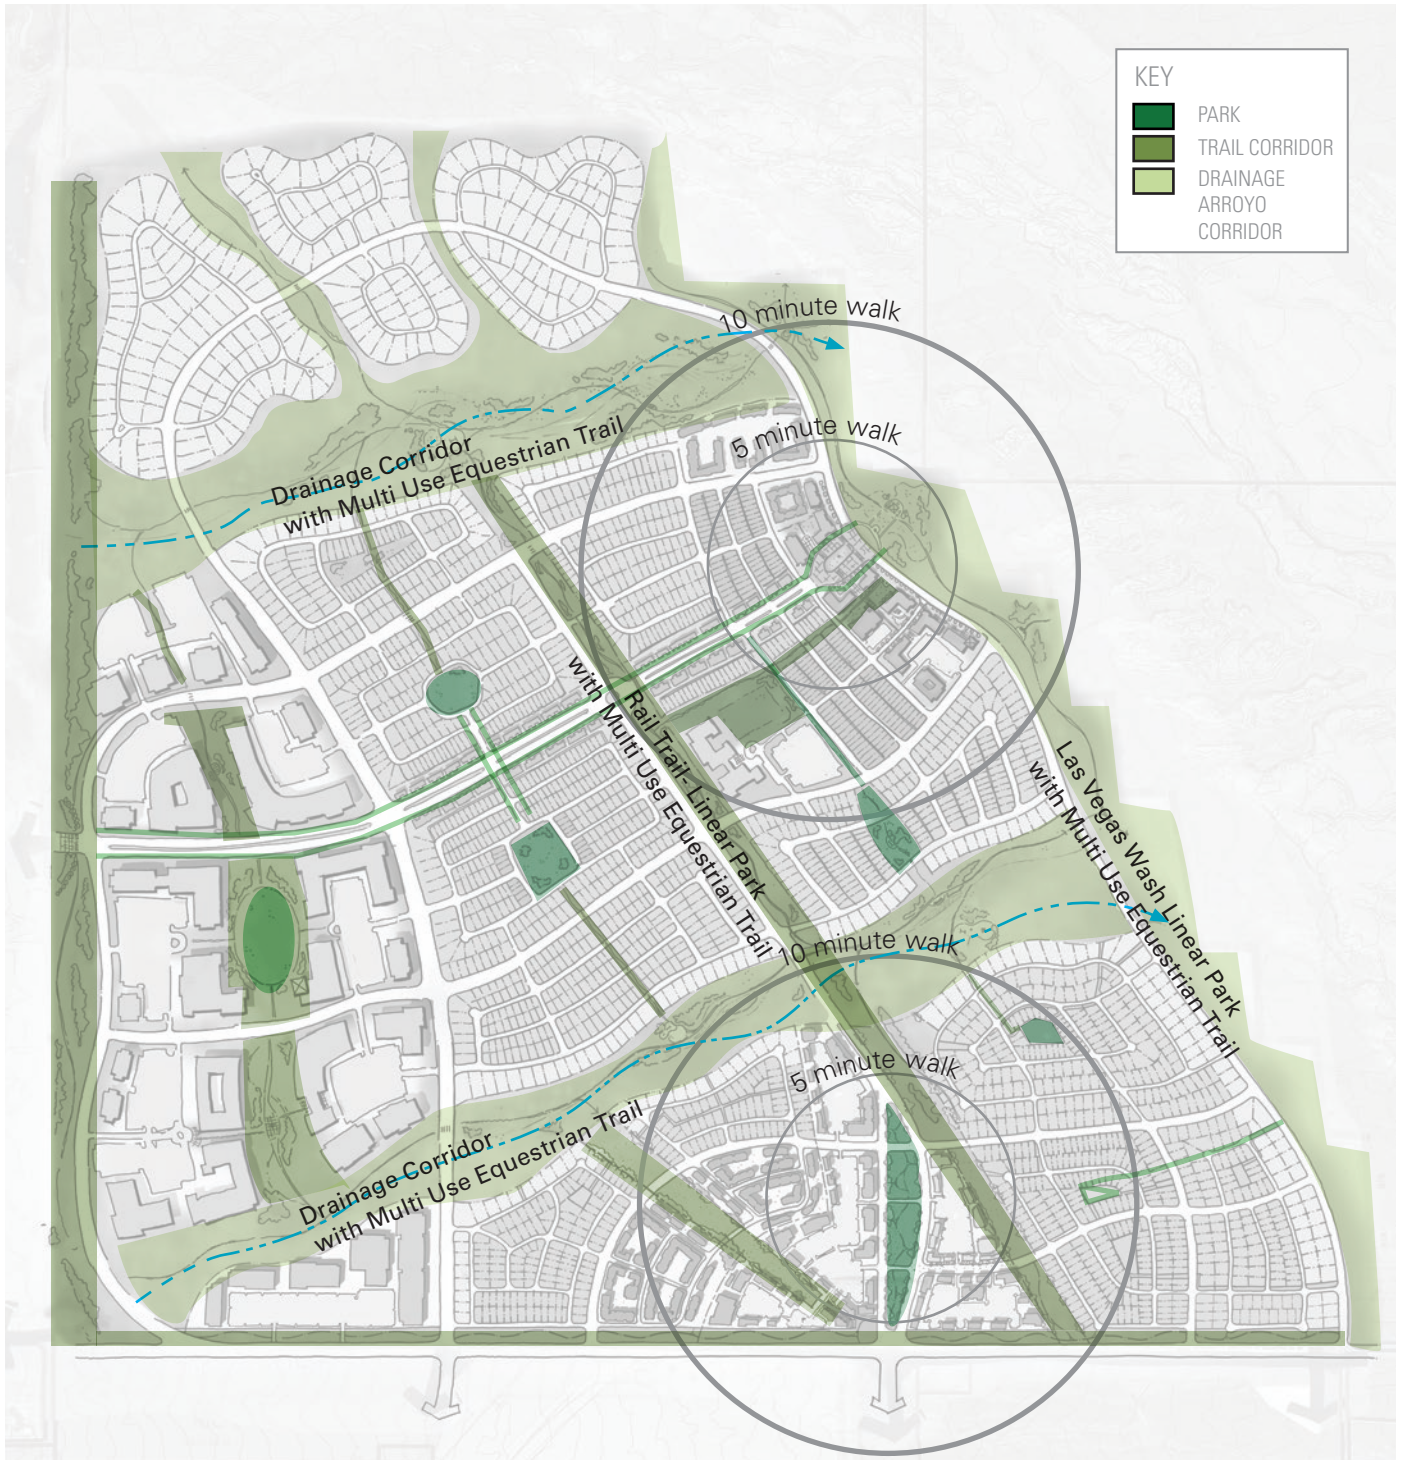 KEY
PARK
TRAIL CORRIDOR
DRAINAGE
ARROYO
CORRIDOR
10 minute walk
5 minute walk
Drainage Corridor
with Multi Use Equestrian Trail
Rail Trail- Linear Park
with Multi Use Equestrian Trail
Las Vegas Wash Linear Park
with Multi Use Equestrian Trail
10 minute walk
5 minute walk
Drainage Corridor
with Multi Use Equestrian Trail